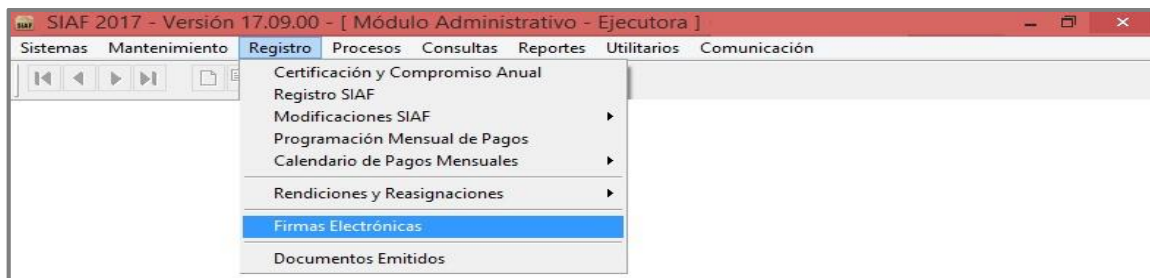 SIAF 2017 - Versión 17.09.00 - [ Módulo Administrativo - Ejecutora ]
Sistemas Mantenimiento Registro Procesos Consultas Reportes Utilitarios Comunicación
Certificación y Compromiso Anual
Registro SIAF
Modificaciones SIAF
Programación Mensual de Pagos
Calendario de Pagos Mensuales
Rendiciones y Reasignaciones
Firmas Electrónicas
Documentos Emitidos